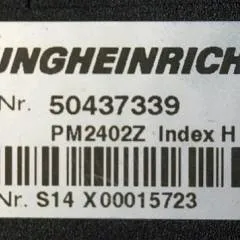 UNGHEINRICH
Nr. 50437339
PM2402Z Index H
Nr. S14 X00015723